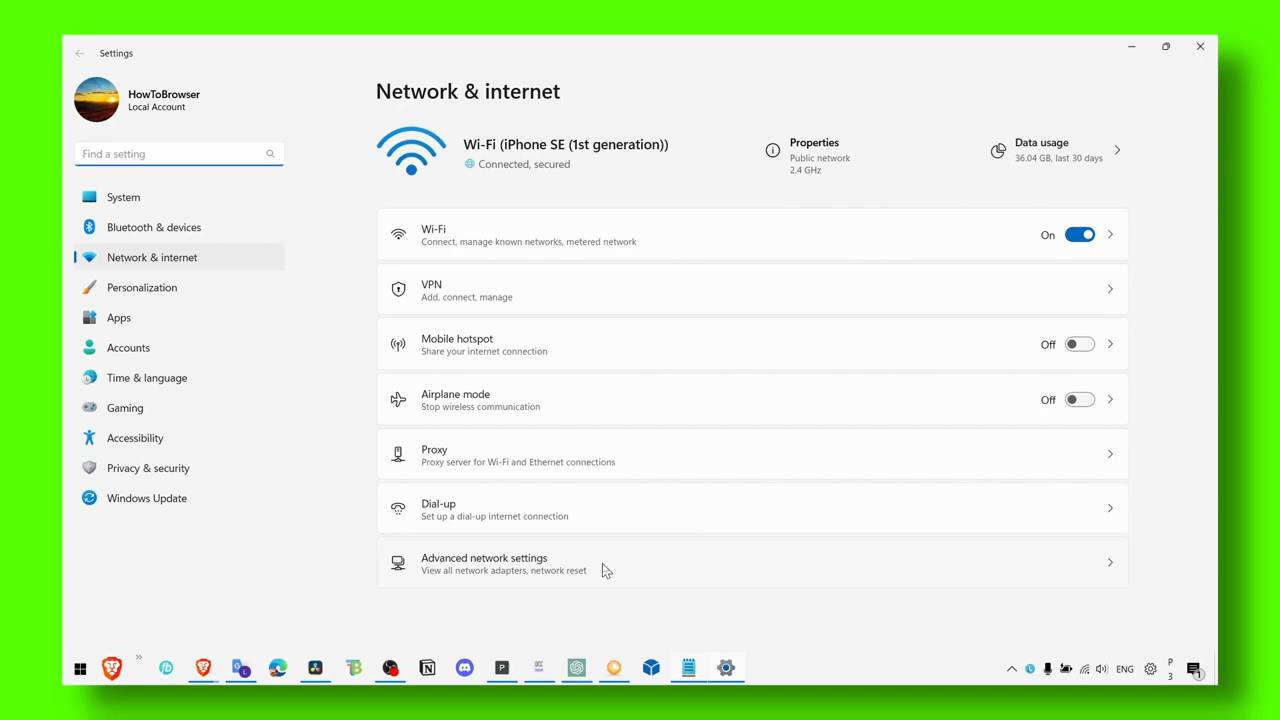 Settings
HowToBrowser
Local Account
Find a setting
System
Bluetooth & devices
Network & internet
Personalization
Apps
Accounts
Time & language
Gaming
Accessibility
Privacy & security
Windows Update
Network & internet
Wi-Fi (iPhone SE (1st generation))
Connected, secured
Properties
Public network
2.4 GHz
Data usage
36.04 GB, last 30 days
Wi-Fi
Connect, manage known networks, metered network
On
VPN
Add, connect, manage
Mobile hotspot
Share your internet connection
Off
Airplane mode
Stop wireless communication
Off
Proxy
Proxy server for Wi-Fi and Ethernet connections
Dial-up
Set up a dial-up internet connection
Advanced network settings
View all network adapters, network reset
ENG
P
3
1